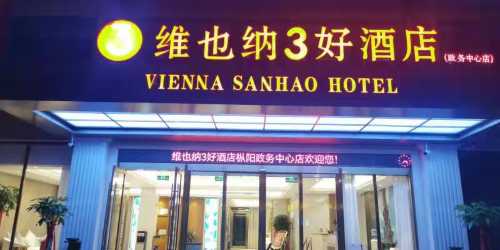 3 维也纳3好酒店(政务中心店)
VIENNA SANHAO HOTEL
维也纳3好酒店枞阳政务中心店欢迎您!